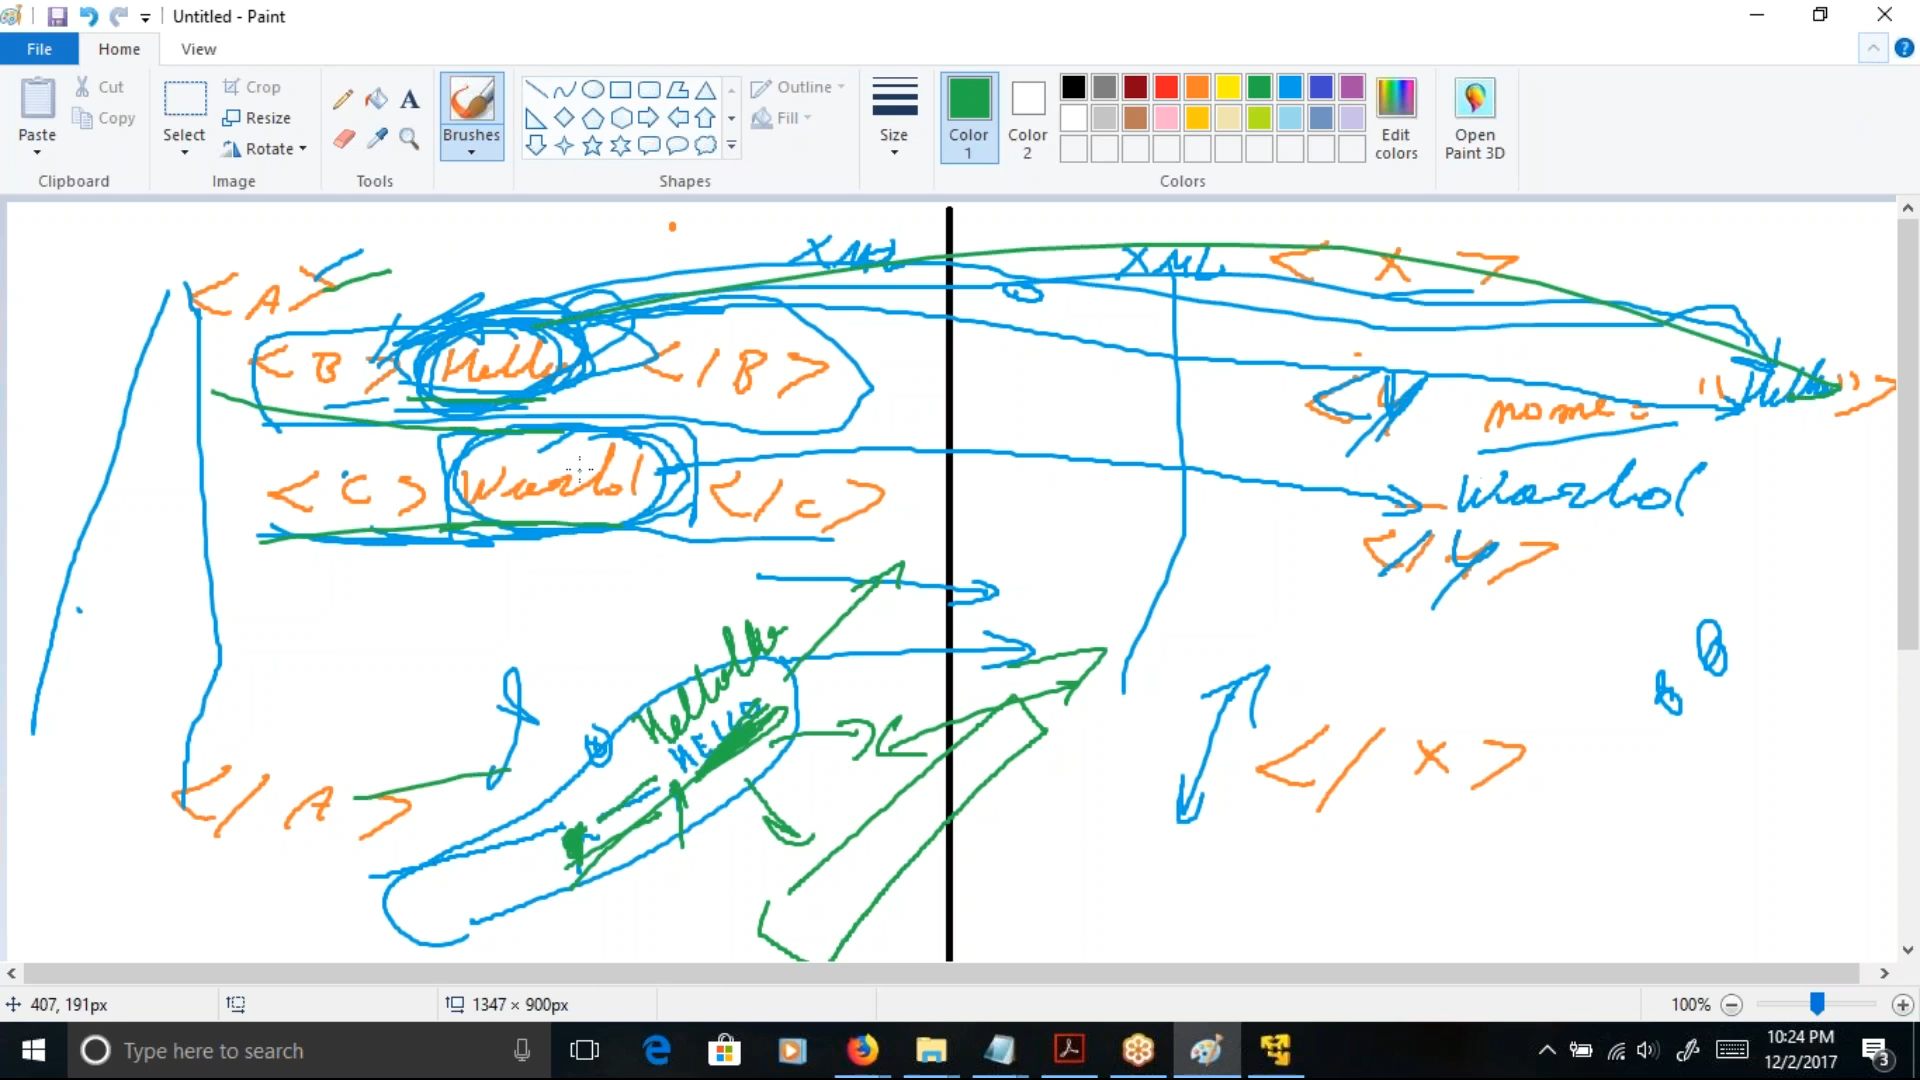 Untitled - Paint
File Home View
Paste
Cut
Copy
Clipboard
Select
Crop
Resize
Rotate
Image
Tools
Brushes
Shapes
Outline
Fill
Size
Color 1
Color 2
Edit colors
Colors
Open Paint 3D
XML XML < X >
<A>
<B> Hello </B> <y name= "Hello">
<C> World </C> World
</y>
HELLO
</A> </ X >
407, 191px 1347 × 900px 100%
Type here to search
10:24 PM
12/2/2017
3